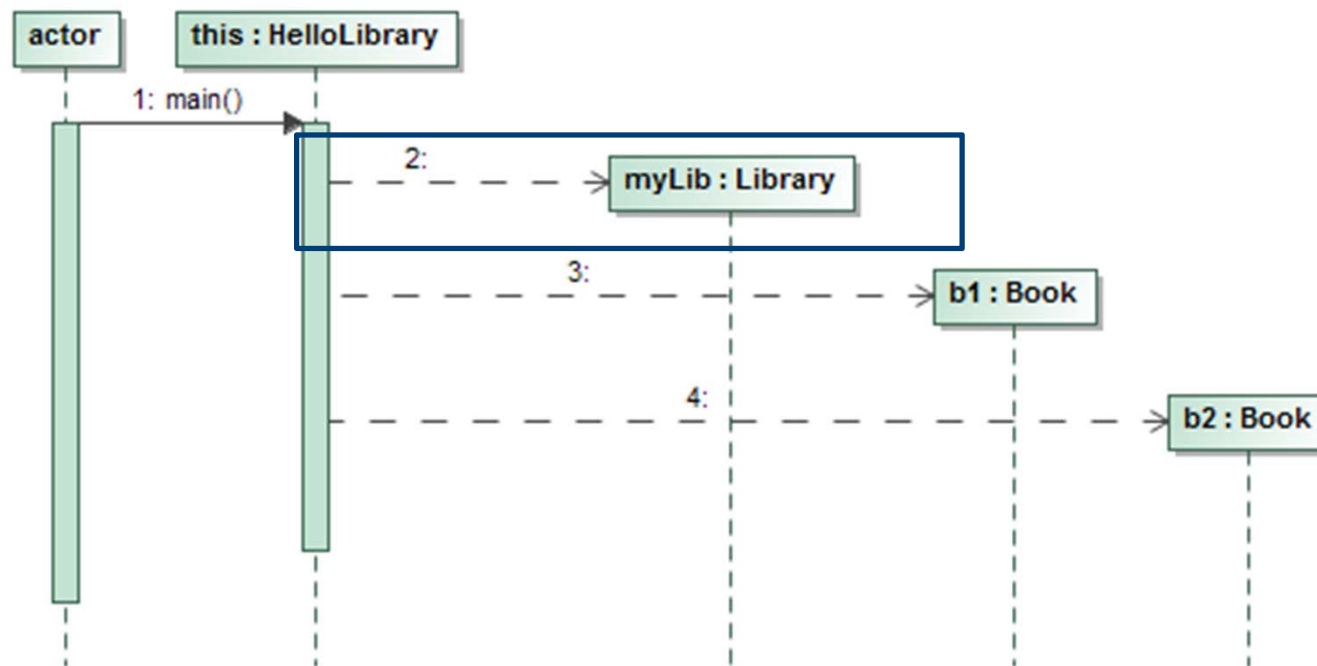 actor
this : HelloLibrary
1: main()
2:
myLib : Library
3:
b1 : Book
4:
b2 : Book